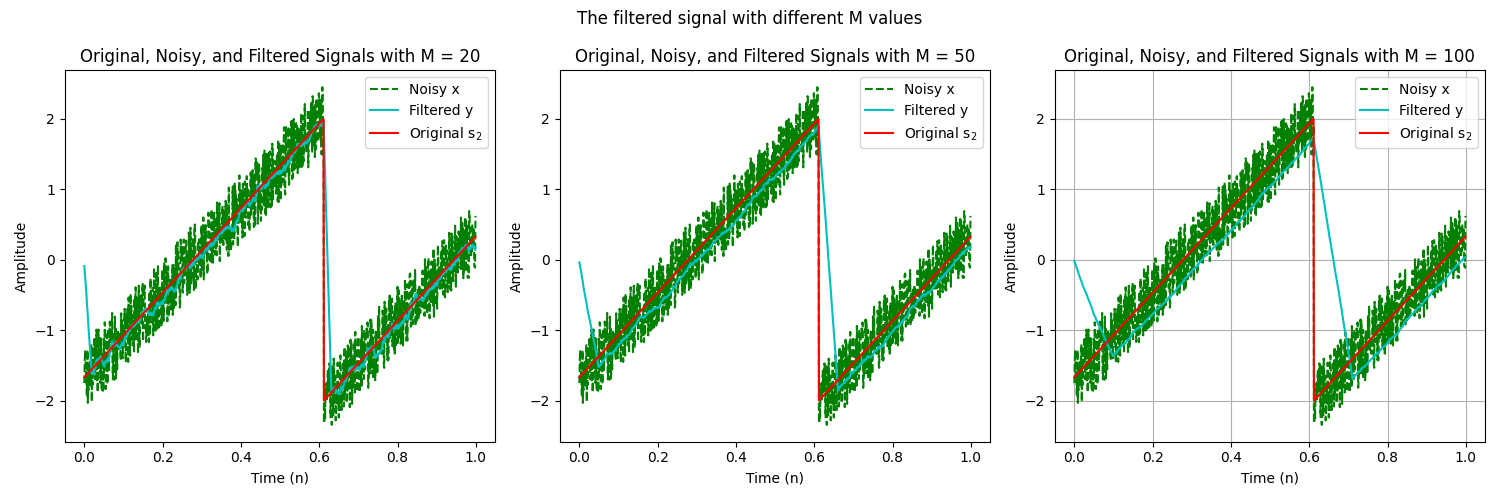 The filtered signal with different M values
Original, Noisy, and Filtered Signals with M = 20
Noisy x
Filtered y
Original s₂
Amplitude
2
1
0
−1
−2
0.0 0.2 0.4 0.6 0.8 1.0
Time (n)
Original, Noisy, and Filtered Signals with M = 50
Noisy x
Filtered y
Original s₂
Amplitude
2
1
0
−1
−2
0.0 0.2 0.4 0.6 0.8 1.0
Time (n)
Original, Noisy, and Filtered Signals with M = 100
Noisy x
Filtered y
Original s₂
Amplitude
2
1
0
−1
−2
0.0 0.2 0.4 0.6 0.8 1.0
Time (n)